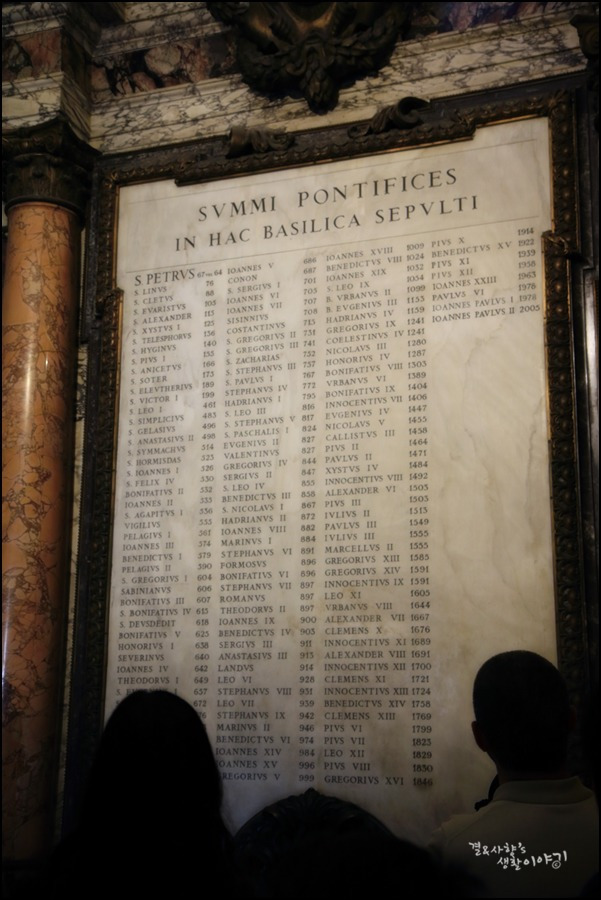 SVMMI PONTIFICES
IN HAC BASILICA SEPVLTI
S. PETRVS 67 64
S. LINVS 76
S. CLETVS 88
S. EVARISTVS 105
S. ALEXANDER 115
S. XYSTVS I 125
S. TELESPHORVS 136
S. HYGINVS 140
S. PIVS I 155
S. ANICETVS 166
S. SOTER 175
S. ELEVTHERIVS 189
S. VICTOR I 199
S. LEO I 461
S. SIMPLICIVS 483
S. GELASIVS 496
S. ANASTASIVS II 498
S. SYMMACHVS 514
S. HORMISDAS 523
S. IOANNES I 526
S. FELIX IV 530
BONIFATIVS II 532
IOANNES II 535
S. AGAPITVS I 536
VIGILIVS 555
PELAGIVS I 561
IOANNES III 574
BENEDICTVS I 579
PELAGIVS II 590
S. GREGORIVS I 604
SABINIANVS 606
BONIFATIVS III 607
S. BONIFATIVS IV 615
S. DEVSDEDIT 618
BONIFATIVS V 625
HONORIVS I 638
SEVERINVS 640
IOANNES IV 642
THEODORVS I 649
S. 657
672
IOANNES V 686
CONON 687
S. SERGIVS I 701
IOANNES VI 705
IOANNES VII 707
SISINNIVS 708
COSTANTINVS 715
S. GREGORIVS II 731
S. GREGORIVS III 741
S. ZACHARIAS 752
S. STEPHANVS III 757
S. PAVLVS I 767
STEPHANVS IV 772
HADRIANVS I 795
S. LEO III 816
S. STEPHANVS V 817
S. PASCHALIS I 824
EVGENIVS II 827
VALENTINVS 827
GREGORIVS IV 844
SERGIVS II 847
S. LEO IV 855
BENEDICTVS III 858
S. NICOLAVS I 867
HADRIANVS II 872
IOANNES VIII 882
MARINVS I 884
STEPHANVS VI 891
FORMOSVS 896
BONIFATIVS VI 896
STEPHANVS VII 897
ROMANVS 897
THEODORVS II 897
IOANNES IX 900
BENEDICTVS IV 903
SERGIVS III 911
ANASTASIVS III 913
LANDVS 914
LEO VI 928
STEPHANVS VIII 931
LEO VII 939
STEPHANVS IX 942
MARINVS II 946
BENEDICTVS VI 974
IOANNES XIV 984
IOANNES XV 996
GREGORIVS V 999
IOANNES XVIII 1009
BENEDICTVS VIII 1024
IOANNES XIX 1032
S. LEO IX 1054
B. VRBANVS II 1099
B. EVGENIVS III 1153
HADRIANVS IV 1159
GREGORIVS IX 1241
COELESTINVS IV 1241
NICOLAVS III 1280
HONORIVS IV 1287
BONIFATIVS VIII 1303
VRBANVS VI 1389
BONIFATIVS IX 1404
INNOCENTIVS VII 1406
EVGENIVS IV 1447
NICOLAVS V 1455
CALLISTVS III 1458
PIVS II 1464
PAVLVS II 1471
XYSTVS IV 1484
INNOCENTIVS VIII 1492
ALEXANDER VI 1503
PIVS III 1503
IVLIVS II 1513
PAVLVS III 1549
IVLIVS III 1555
MARCELLVS II 1555
GREGORIVS XIII 1585
GREGORIVS XIV 1591
INNOCENTIVS IX 1591
LEO XI 1605
VRBANVS VIII 1644
ALEXANDER VII 1667
CLEMENS X 1676
INNOCENTIVS XI 1689
ALEXANDER VIII 1691
INNOCENTIVS XII 1700
CLEMENS XI 1721
INNOCENTIVS XIII 1724
BENEDICTVS XIV 1758
CLEMENS XIII 1769
PIVS VI 1799
PIVS VII 1823
LEO XII 1829
PIVS VIII 1830
GREGORIVS XVI 1846
PIVS X 1914
BENEDICTVS XV 1922
PIVS XI 1939
PIVS XII 1958
IOANNES XXIII 1963
PAVLVS VI 1978
IOANNES PAVLVS I 1978
IOANNES PAVLVS II 2005
결&사랑's
생활이야기